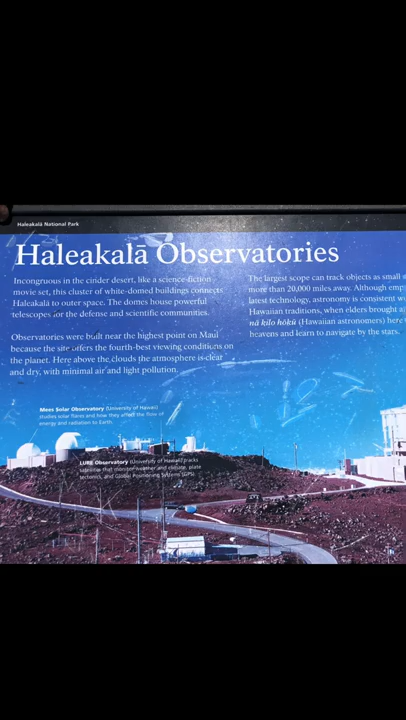 Haleakalā National Park
Haleakalā Observatories
Incongruous in the cinder desert, like a science-fiction
movie set, this cluster of white-domed buildings connects
Haleakalā to outer space. The domes house powerful
telescopes for the defense and scientific communities.
Observatories were built near the highest point on Maui
because the site offers the fourth-best viewing conditions on
the planet. Here above the clouds the atmosphere is clear
and dry, with minimal air and light pollution.
The largest scope can track objects as small
more than 20,000 miles away. Although
latest technology, astronomy is consistent
Hawaiian traditions, when elders brought
nā kilo hōkū (Hawaiian astronomers) here
heavens and learn to navigate by the stars.
Mees Solar Observatory (University of Hawaii)
studies solar flares and how they affect the flow of
energy and radiation to Earth.
LURE Observatory (University of Hawaii) tracks
satellites that monitor weather and climate, plate
tectonics, and Global Positioning Systems (GPS).